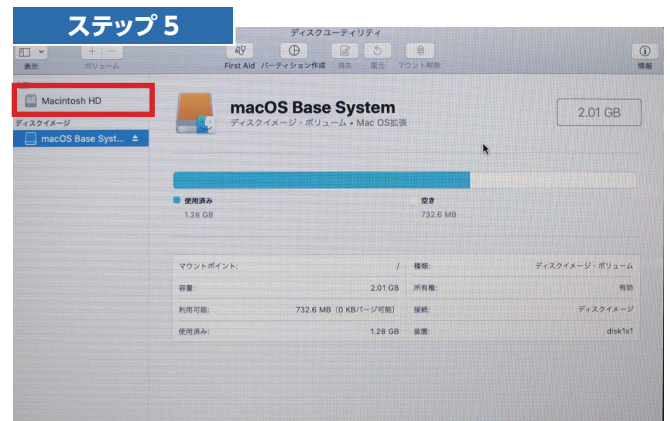 ステップ 5
ディスクユーティリティ
表示 ボリューム First Aid パーティション作成 消去 復元 マウント解除 情報
Macintosh HD
ディスクイメージ
macOS Base Syst...
macOS Base System
ディスクイメージ・ボリューム • Mac OS拡張
2.01 GB
使用済み 空き
1.28 GB 732.6 MB
マウントポイント: / 種類: ディスクイメージ・ボリューム
容量: 2.01 GB 所有権: 有効
利用可能: 732.6 MB（0 KBパージ可能） 接続: ディスクイメージ
使用済み: 1.28 GB 装置: disk1s1